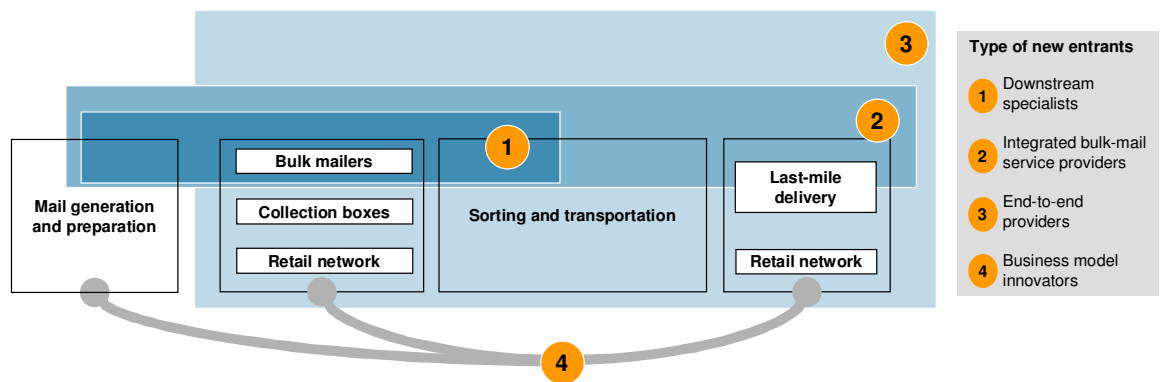 3
2
1
Mail generation
and preparation
Bulk mailers
Collection boxes
Retail network
Sorting and transportation
Last-mile
delivery
Retail network
4
Type of new entrants
1 Downstream
specialists
2 Integrated bulk-mail
service providers
3 End-to-end
providers
4 Business model
innovators